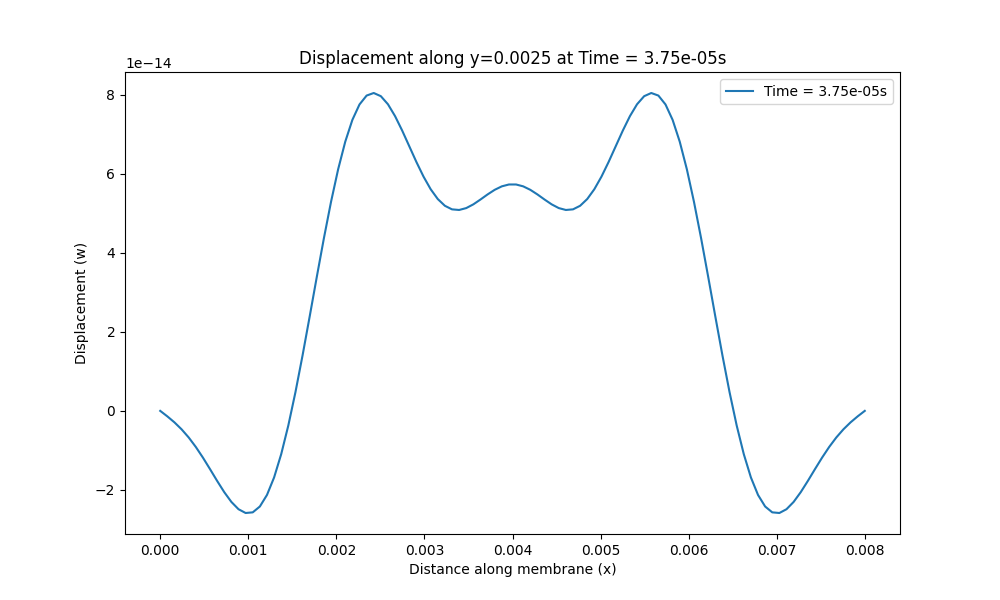 Displacement along y=0.0025 at Time = 3.75e-05s
1e−14
Time = 3.75e-05s
8
6
4
2
0
−2
Displacement (w)
0.000 0.001 0.002 0.003 0.004 0.005 0.006 0.007 0.008
Distance along membrane (x)